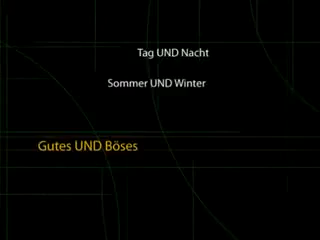 Tag UND Nacht
Sommer UND Winter
Gutes UND Böses